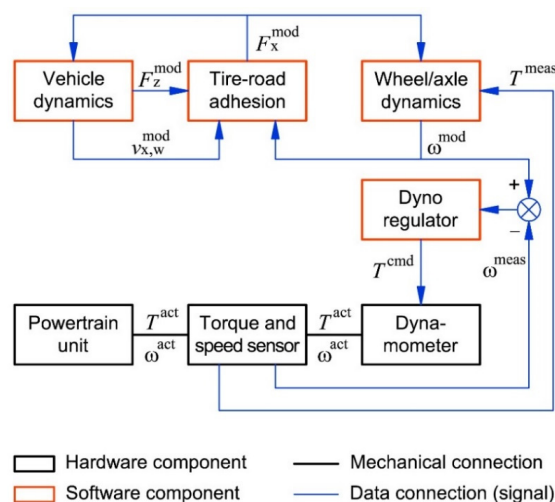 F_x^mod
Vehicle
dynamics
F_z^mod
Tire-road
adhesion
Wheel/axle
dynamics
T^meas
v_x,w^mod
ω^mod
+
Dyno
regulator
−
T^cmd
ω^meas
Powertrain
unit
T^act
ω^act
Torque and
speed sensor
T^act
ω^act
Dyna-
mometer
Hardware component
Mechanical connection
Software component
Data connection (signal)